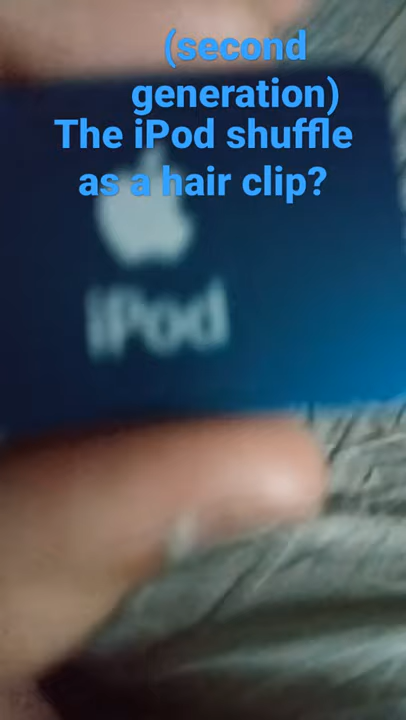 (second
generation)
The iPod shuffle
as a hair clip?
iPod